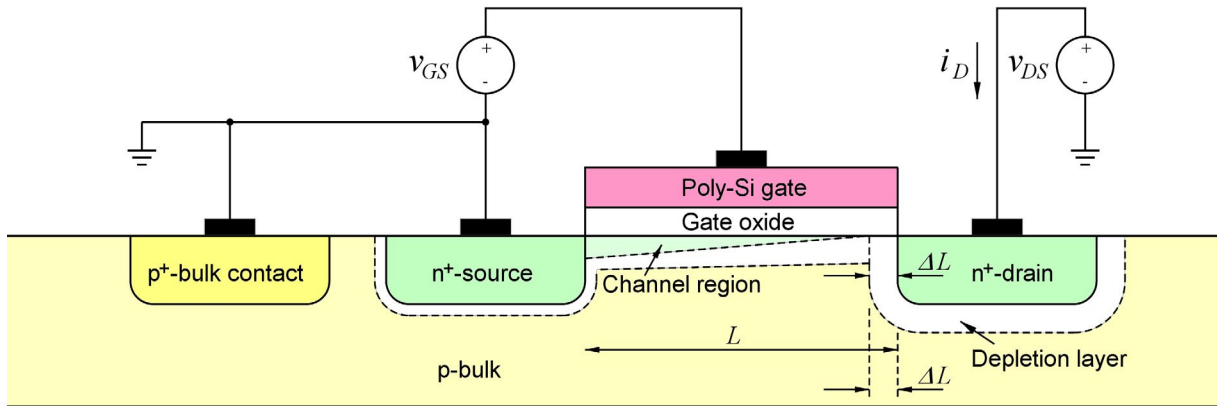 +
v_GS
-
i_D
+
v_DS
-
Poly-Si gate
Gate oxide
p⁺-bulk contact
n⁺-source
Channel region
ΔL
n⁺-drain
L
Depletion layer
p-bulk
ΔL